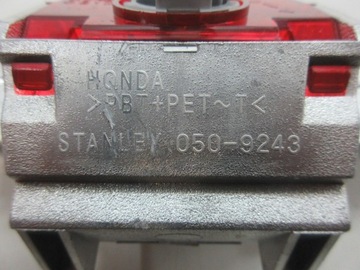 HONDA
>PBT+PET~T<
STANLEY 050-9243